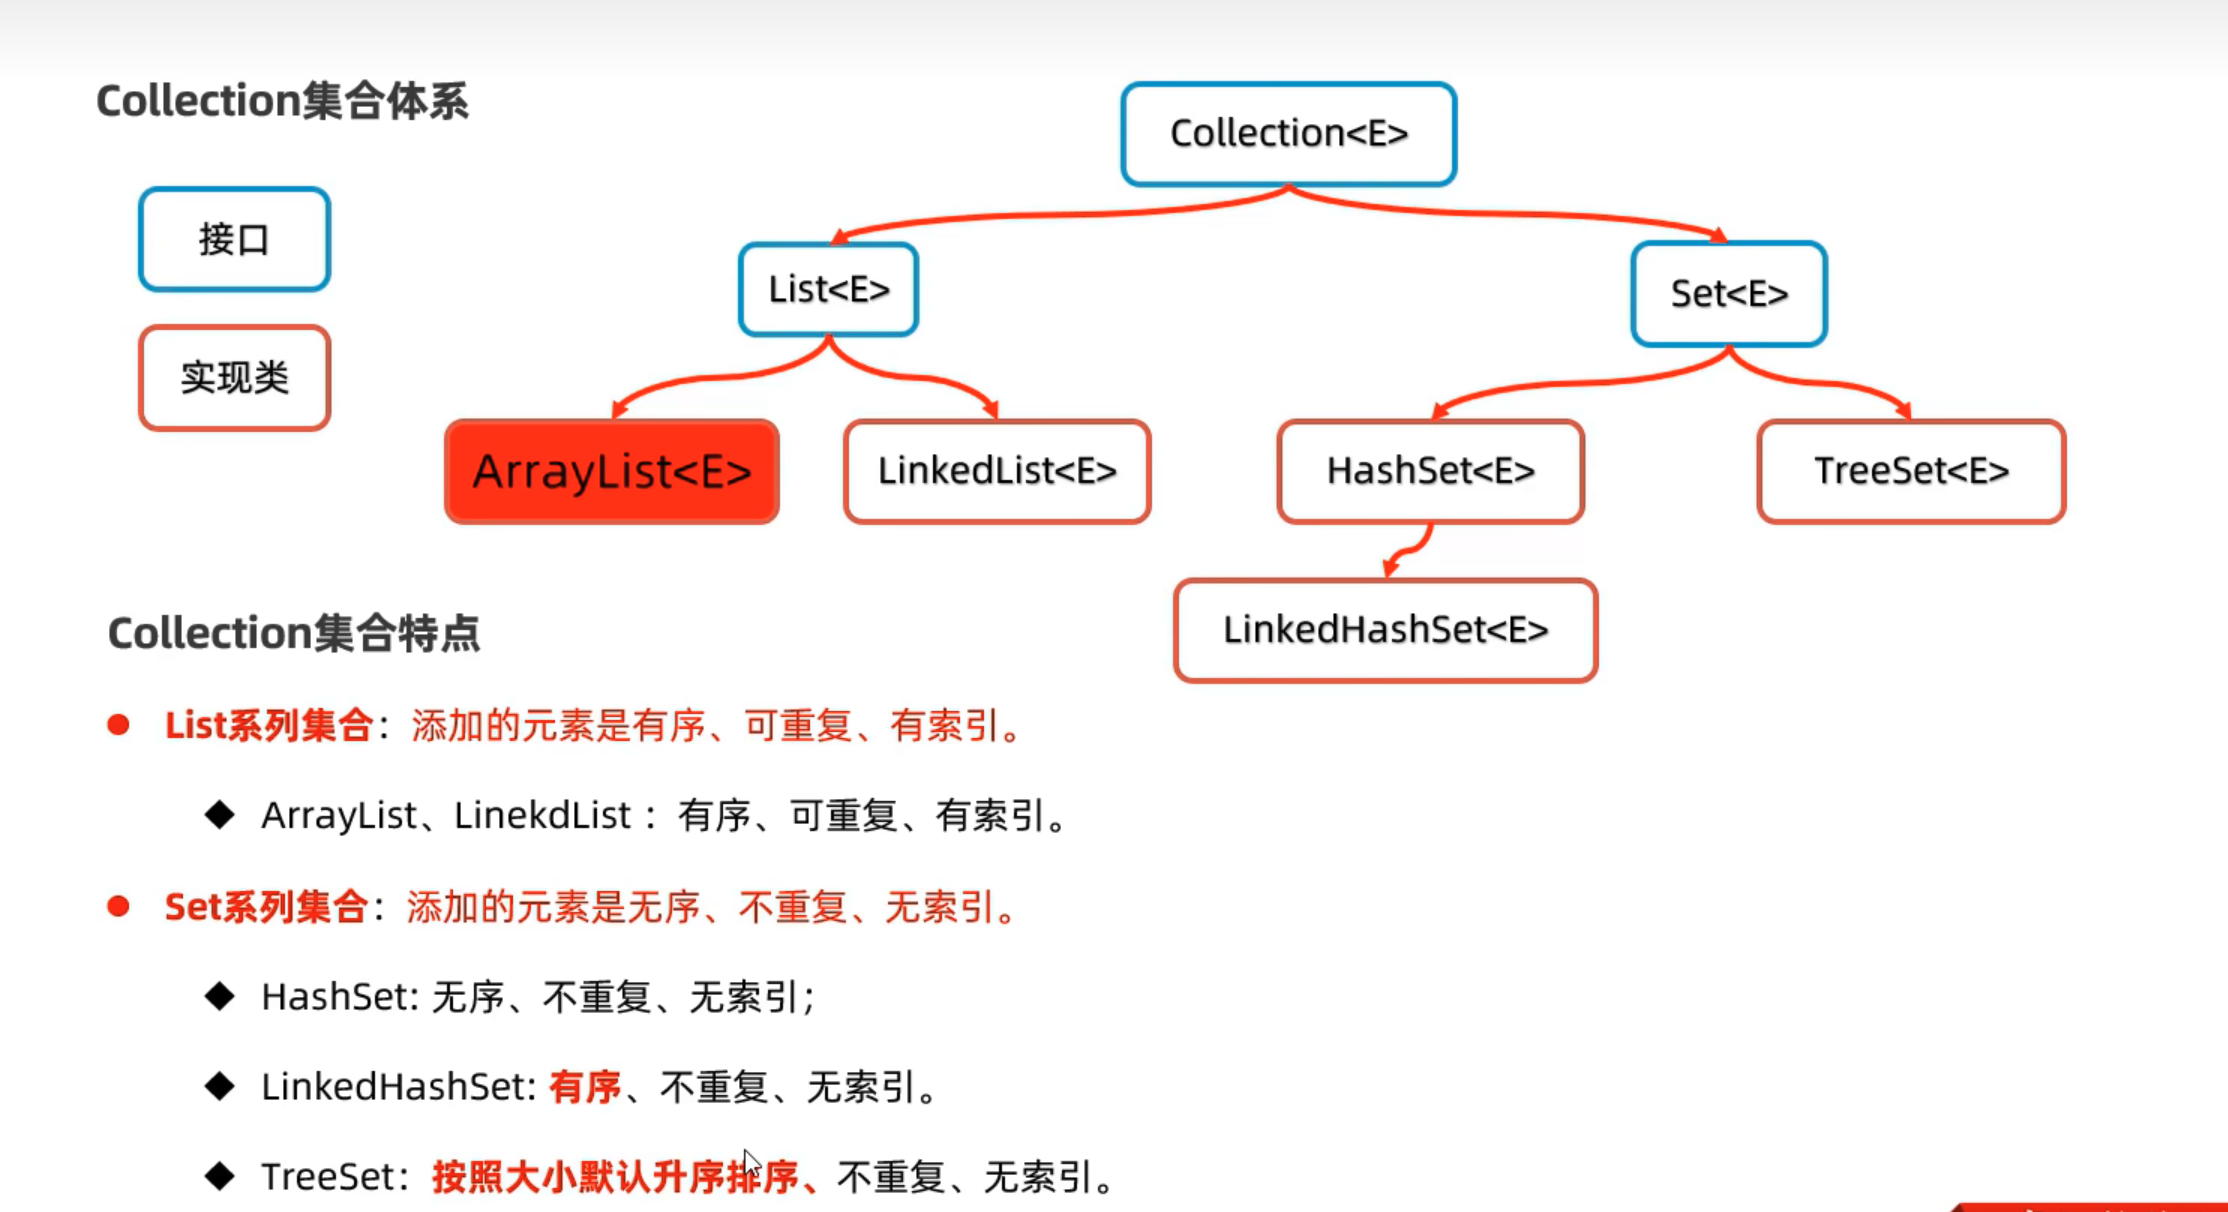 Collection集合体系
接口
实现类
Collection<E>
List<E>
Set<E>
ArrayList<E>
LinkedList<E>
HashSet<E>
TreeSet<E>
LinkedHashSet<E>
Collection集合特点
List系列集合：添加的元素是有序、可重复、有索引。
ArrayList、LinekdList ：有序、可重复、有索引。
Set系列集合：添加的元素是无序、不重复、无索引。
HashSet: 无序、不重复、无索引；
LinkedHashSet: 有序、不重复、无索引。
TreeSet：按照大小默认升序排序、不重复、无索引。